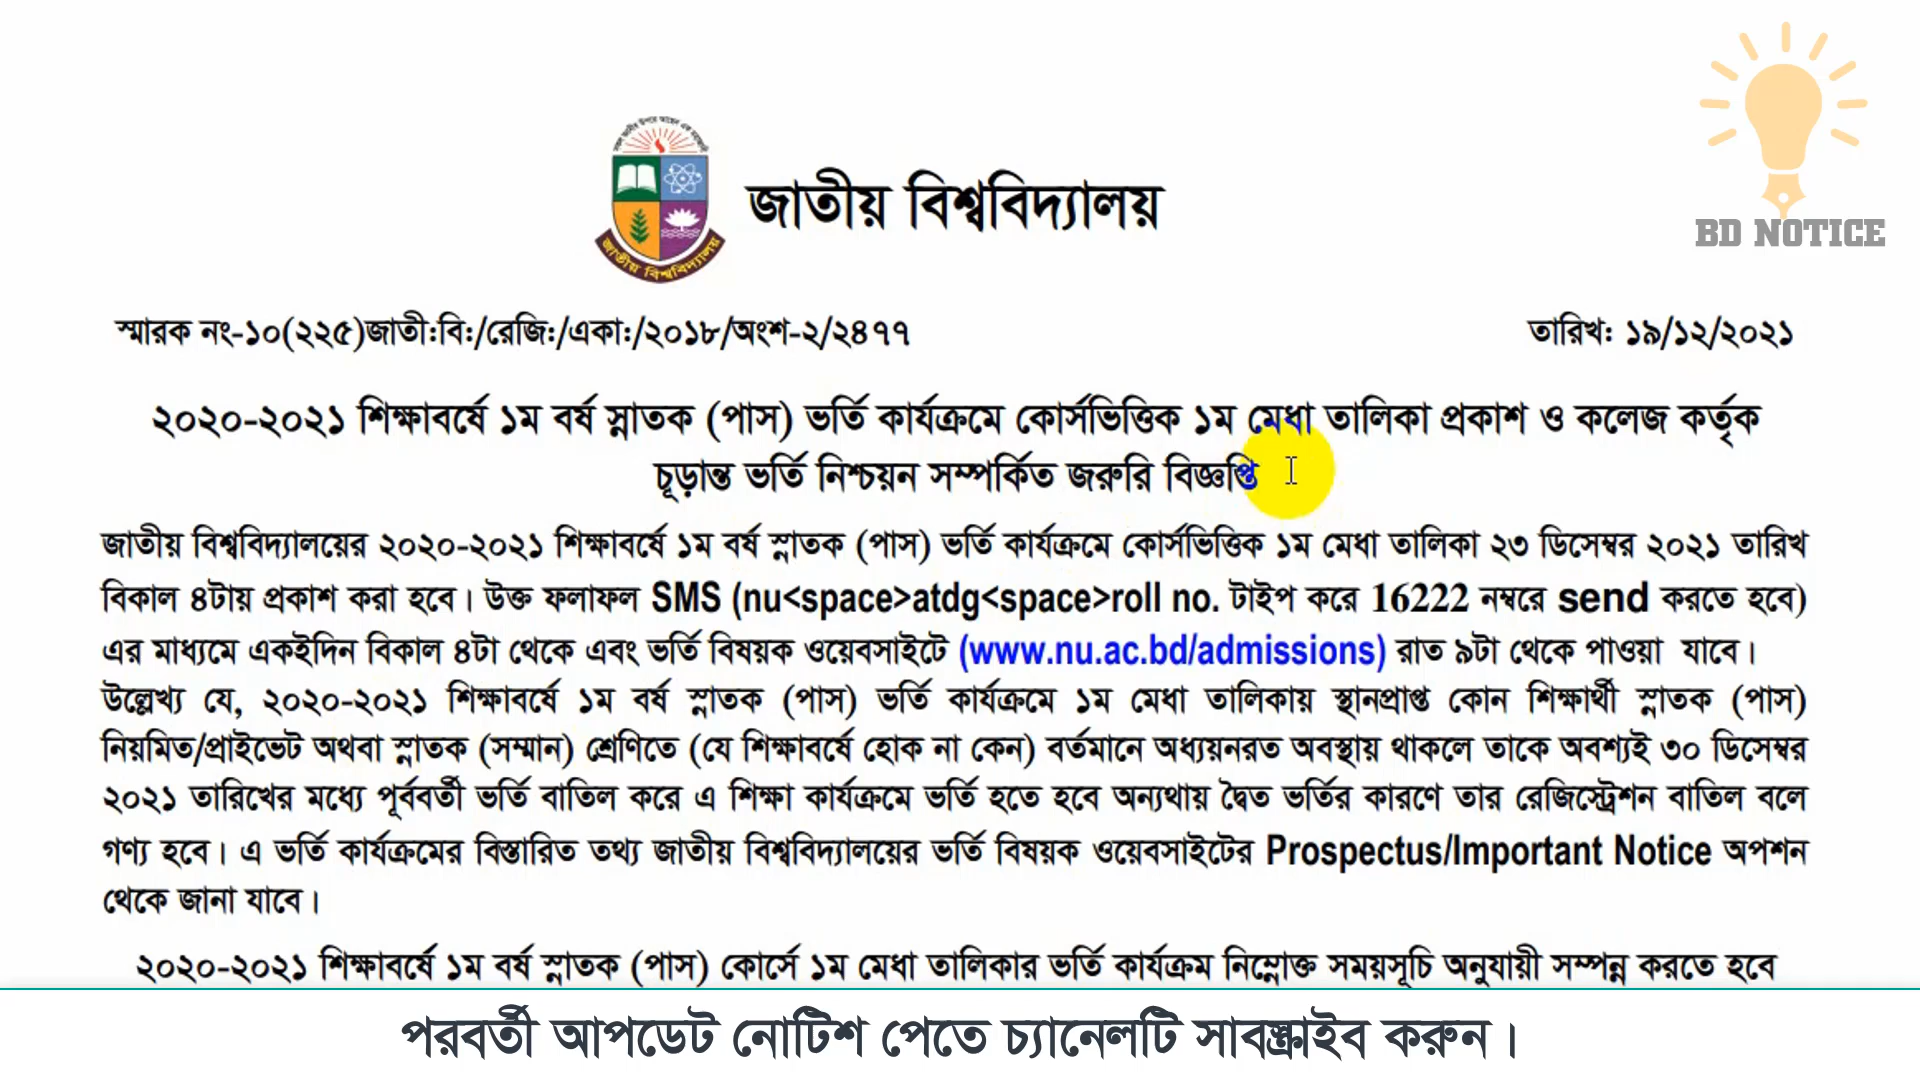 BD NOTICE
জাতীয় বিশ্ববিদ্যালয়
জাতীয় বিশ্ববিদ্যালয়
স্মারক নং-১০(২২৫)জাতী:বি:/রেজি:/একা:/২০১৮/অংশ-২/২৪৭৭
তারিখ: ১৯/১২/২০২১
২০২০-২০২১ শিক্ষাবর্ষে ১ম বর্ষ স্নাতক (পাস) ভর্তি কার্যক্রমে কোর্সভিত্তিক ১ম মেধা তালিকা প্রকাশ ও কলেজ কর্তৃক
চূড়ান্ত ভর্তি নিশ্চয়ন সম্পর্কিত জরুরি বিজ্ঞপ্তি
জাতীয় বিশ্ববিদ্যালয়ের ২০২০-২০২১ শিক্ষাবর্ষে ১ম বর্ষ স্নাতক (পাস) ভর্তি কার্যক্রমে কোর্সভিত্তিক ১ম মেধা তালিকা ২৩ ডিসেম্বর ২০২১ তারিখ
বিকাল ৪টায় প্রকাশ করা হবে। উক্ত ফলাফল SMS (nu<space>atdg<space>roll no. টাইপ করে 16222 নম্বরে send করতে হবে)
এর মাধ্যমে একইদিন বিকাল ৪টা থেকে এবং ভর্তি বিষয়ক ওয়েবসাইটে (www.nu.ac.bd/admissions) রাত ৯টা থেকে পাওয়া যাবে।
উল্লেখ্য যে, ২০২০-২০২১ শিক্ষাবর্ষে ১ম বর্ষ স্নাতক (পাস) ভর্তি কার্যক্রমে ১ম মেধা তালিকায় স্থানপ্রাপ্ত কোন শিক্ষার্থী স্নাতক (পাস)
নিয়মিত/প্রাইভেট অথবা স্নাতক (সম্মান) শ্রেণিতে (যে শিক্ষাবর্ষে হোক না কেন) বর্তমানে অধ্যয়নরত অবস্থায় থাকলে তাকে অবশ্যই ৩০ ডিসেম্বর
২০২১ তারিখের মধ্যে পূর্ববর্তী ভর্তি বাতিল করে এ শিক্ষা কার্যক্রমে ভর্তি হতে হবে অন্যথায় দ্বৈত ভর্তির কারণে তার রেজিস্ট্রেশন বাতিল বলে
গণ্য হবে। এ ভর্তি কার্যক্রমের বিস্তারিত তথ্য জাতীয় বিশ্ববিদ্যালয়ের ভর্তি বিষয়ক ওয়েবসাইটের Prospectus/Important Notice অপশন
থেকে জানা যাবে।
২০২০-২০২১ শিক্ষাবর্ষে ১ম বর্ষ স্নাতক (পাস) কোর্সে ১ম মেধা তালিকার ভর্তি কার্যক্রম নিম্নোক্ত সময়সূচি অনুযায়ী সম্পন্ন করতে হবে
পরবর্তী আপডেট নোটিশ পেতে চ্যানেলটি সাবস্ক্রাইব করুন।